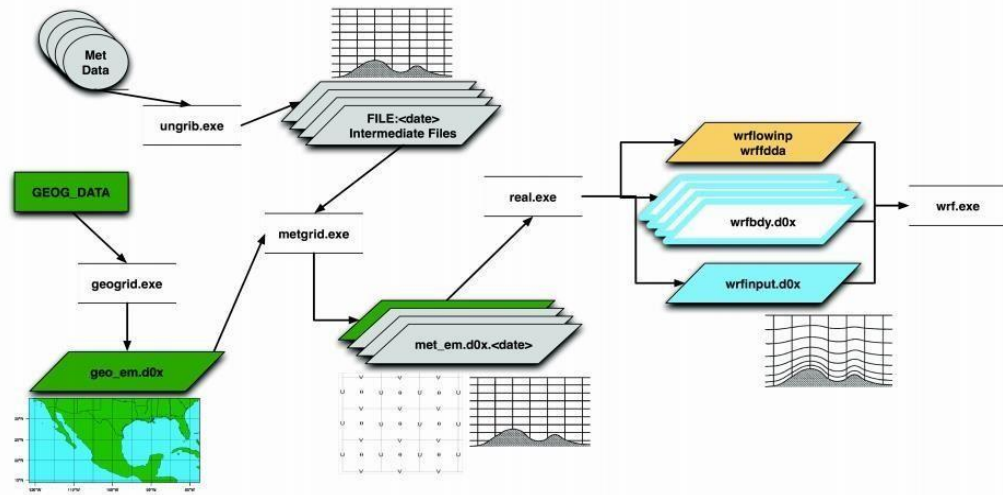 Met
Data
ungrib.exe
FILE:<date>
Intermediate Files
GEOG_DATA
geogrid.exe
geo_em.d0x
metgrid.exe
met_em.d0x.<date>
real.exe
wrflowinp
wrffdda
wrfbdy.d0x
wrfinput.d0x
wrf.exe
V V V
U U U U
V V V
U U U U
V V V
U U U U
V V V